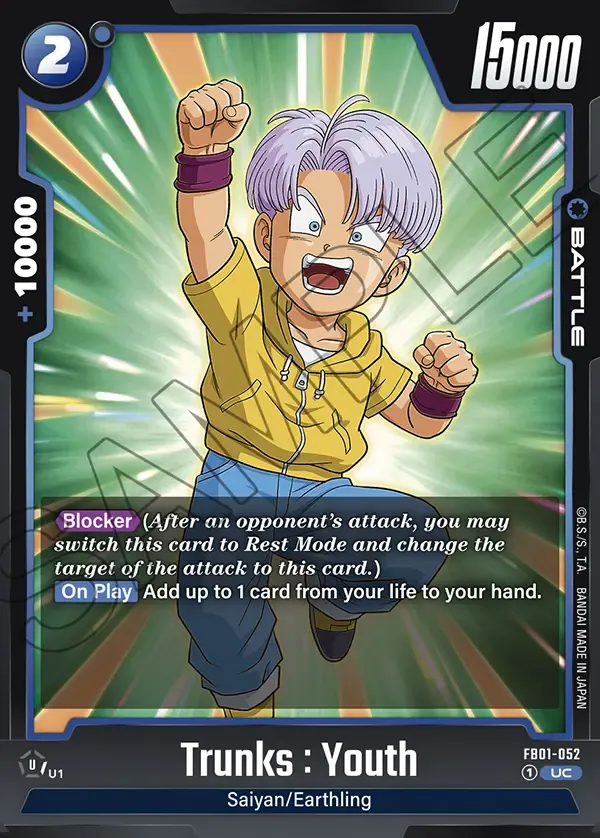 2
15000
+ 10000
BATTLE
SAMPLE
Blocker (After an opponent's attack, you may
switch this card to Rest Mode and change the
target of the attack to this card.)
On Play Add up to 1 card from your life to your hand.
©B.S./S., T.A. BANDAI MADE IN JAPAN
Trunks : Youth
FB01-052
U/U1
1 UC
Saiyan/Earthling